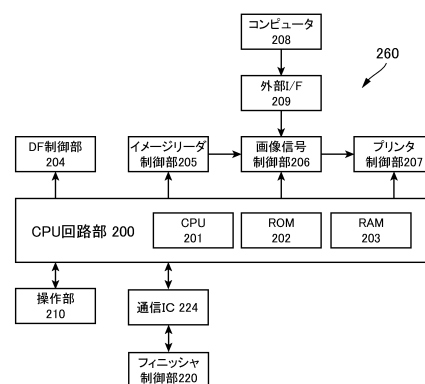 コンピュータ
208
260
外部I/F
209
DF制御部
204
イメージリーダ
制御部205
画像信号
制御部206
プリンタ
制御部207
CPU回路部 200
CPU
201
ROM
202
RAM
203
操作部
210
通信IC 224
フィニッシャ
制御部220